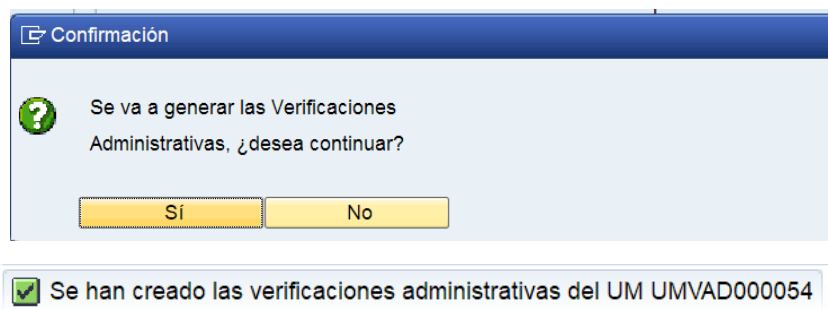 Confirmación
Se va a generar las Verificaciones
Administrativas, ¿desea continuar?
Sí No
Se han creado las verificaciones administrativas del UM UMVAD000054